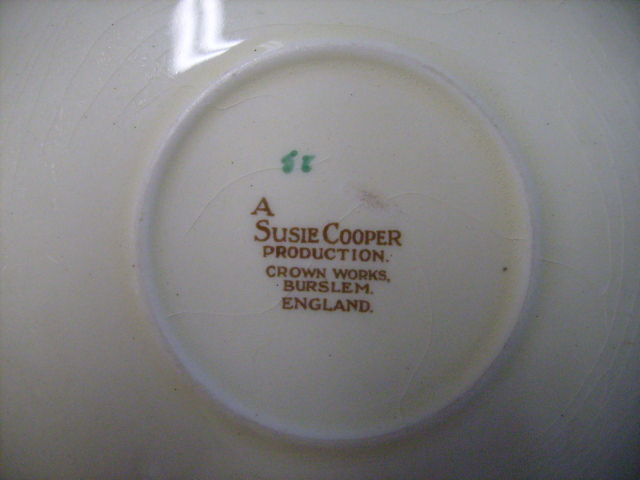 A
SUSIE COOPER
PRODUCTION.
CROWN WORKS,
BURSLEM.
ENGLAND.